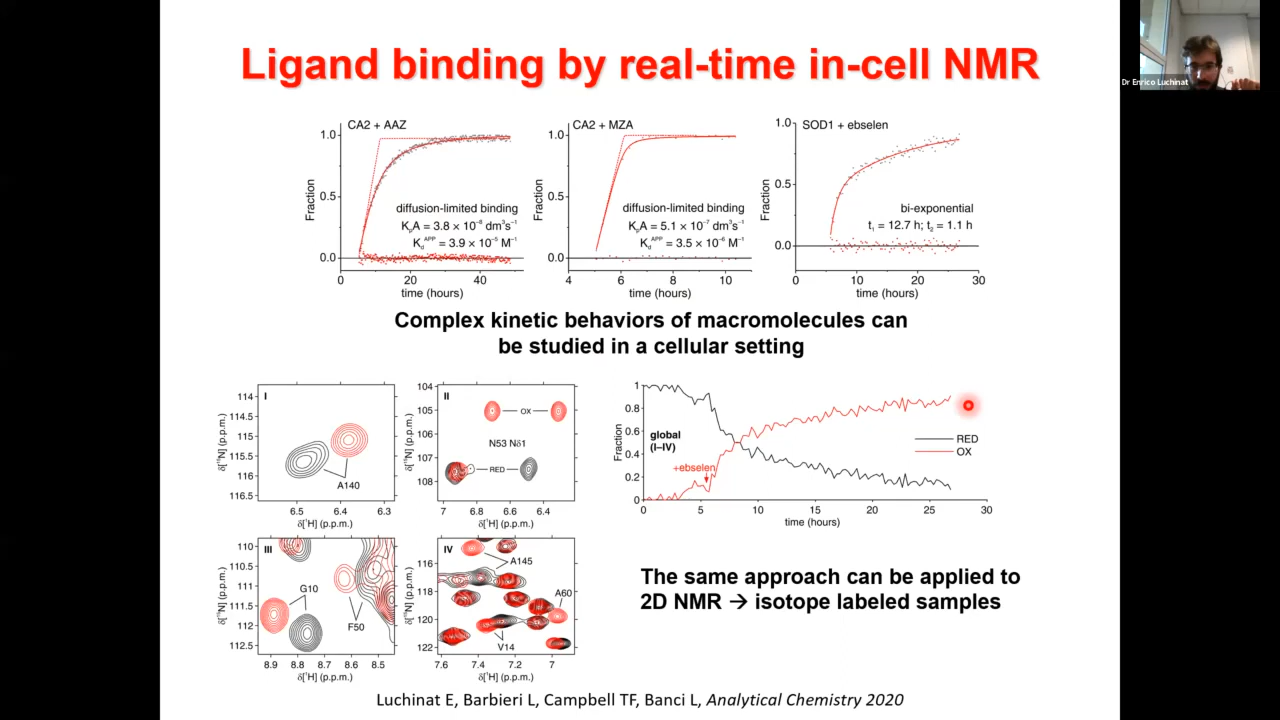 Ligand binding by real-time in-cell NMR
Dr Enrico Luchinat
CA2 + AAZ
1.0
0.5
0.0
Fraction
diffusion-limited binding
KpA = 3.8 × 10⁻⁸ dm³s⁻¹
Kd^APP = 3.9 × 10⁻⁵ M⁻¹
0 20 40
time (hours)
CA2 + MZA
1.0
0.5
0.0
Fraction
diffusion-limited binding
KpA = 5.1 × 10⁻⁷ dm³s⁻¹
Kd^APP = 3.5 × 10⁻⁶ M⁻¹
4 6 8 10
time (hours)
SOD1 + ebselen
1.0
0.5
0.0
Fraction
bi-exponential
t₁ = 12.7 h; t₂ = 1.1 h
0 10 20 30
time (hours)
Complex kinetic behaviors of macromolecules can
be studied in a cellular setting
I
114
114.5
115
115.5
116
116.5
δ[¹⁵N] (p.p.m.)
A140
6.5 6.4 6.3
δ[¹H] (p.p.m.)
II
104
105
106
107
108
δ[¹⁵N] (p.p.m.)
OX
N53 Nδ1
RED
7 6.8 6.6 6.4
δ[¹H] (p.p.m.)
1
0.8
0.6
0.4
0.2
0
Fraction
global
(I–IV)
+ebselen
RED
OX
0 5 10 15 20 25 30
time (hours)
III
110
110.5
111
111.5
112
112.5
δ[¹⁵N] (p.p.m.)
G10
F50
8.9 8.8 8.7 8.6 8.5
δ[¹H] (p.p.m.)
IV
116
118
120
122
δ[¹⁵N] (p.p.m.)
A145
A60
V14
7.6 7.4 7.2 7
δ[¹H] (p.p.m.)
The same approach can be applied to
2D NMR → isotope labeled samples
Luchinat E, Barbieri L, Campbell TF, Banci L, Analytical Chemistry 2020